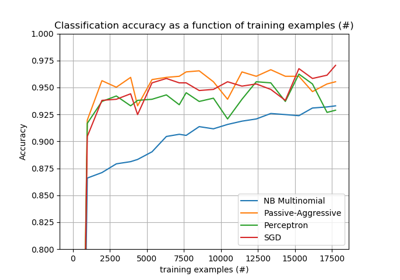 Classification accuracy as a function of training examples (#)
1.000
0.975
0.950
0.925
0.900
0.875
0.850
0.825
0.800
Accuracy
0
2500
5000
7500
10000
12500
15000
17500
training examples (#)
NB Multinomial
Passive-Aggressive
Perceptron
SGD